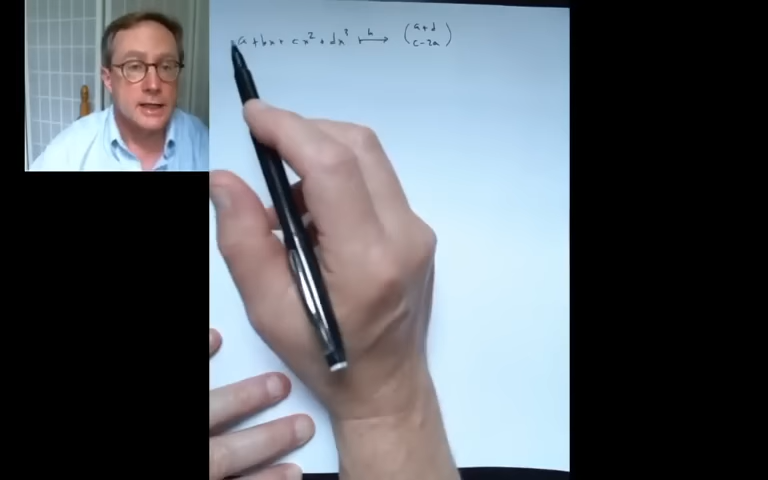 a + bx + cx² + dx³ ⟼ʰ (a+d
c-2a)